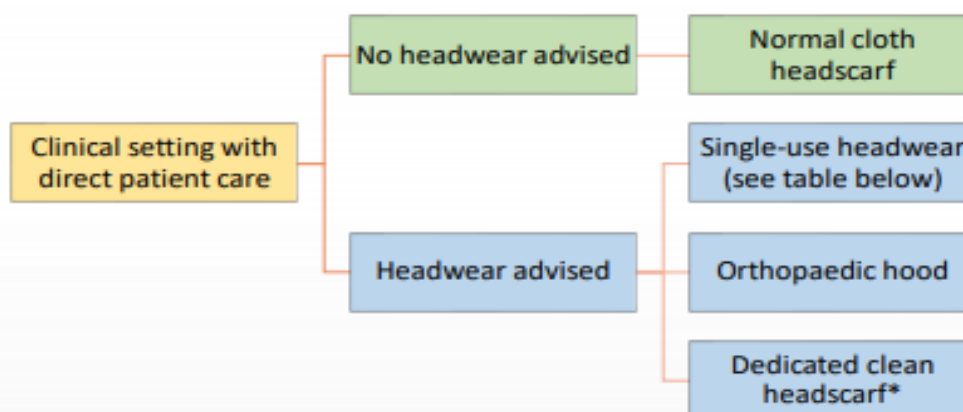 No headwear advised
Normal cloth
headscarf
Clinical setting with
direct patient care
Single-use headwear
(see table below)
Headwear advised
Orthopaedic hood
Dedicated clean
headscarf*